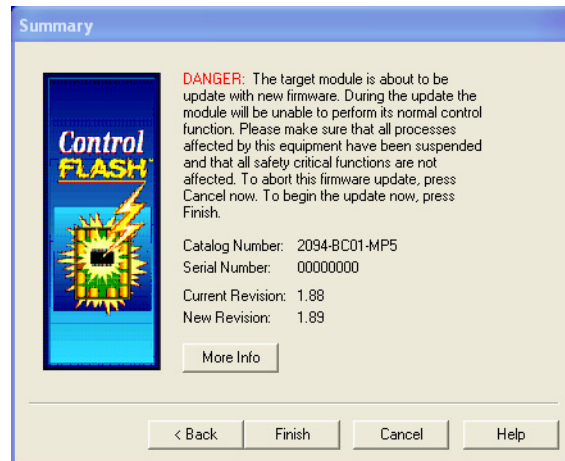 Summary
Control
FLASH
DANGER: The target module is about to be
update with new firmware. During the update the
module will be unable to perform its normal control
function. Please make sure that all processes
affected by this equipment have been suspended
and that all safety critical functions are not
affected. To abort this firmware update, press
Cancel now. To begin the update now, press
Finish.
Catalog Number: 2094-BC01-MP5
Serial Number: 00000000
Current Revision: 1.88
New Revision: 1.89
More Info
< Back Finish Cancel Help